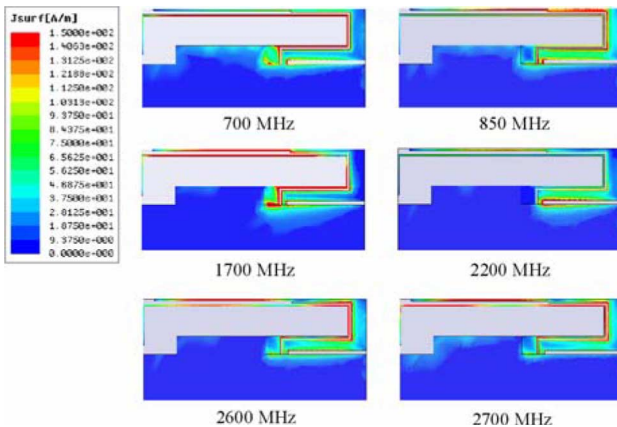 Jsurf[A/m]
1.5000e+002
1.4063e+002
1.3125e+002
1.2188e+002
1.1250e+002
1.0313e+002
9.3750e+001
8.4375e+001
7.5000e+001
6.5625e+001
5.6250e+001
4.6875e+001
3.7500e+001
2.8125e+001
1.8750e+001
9.3750e+000
0.0000e+000
700 MHz
850 MHz
1700 MHz
2200 MHz
2600 MHz
2700 MHz